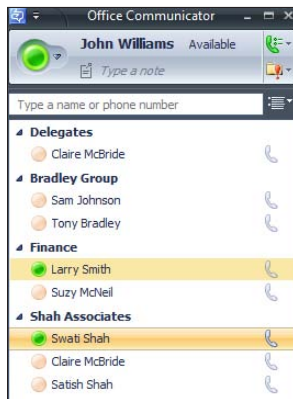 Office Communicator
John Williams Available
Type a note
Type a name or phone number
Delegates
Claire McBride
Bradley Group
Sam Johnson
Tony Bradley
Finance
Larry Smith
Suzy McNeil
Shah Associates
Swati Shah
Claire McBride
Satish Shah